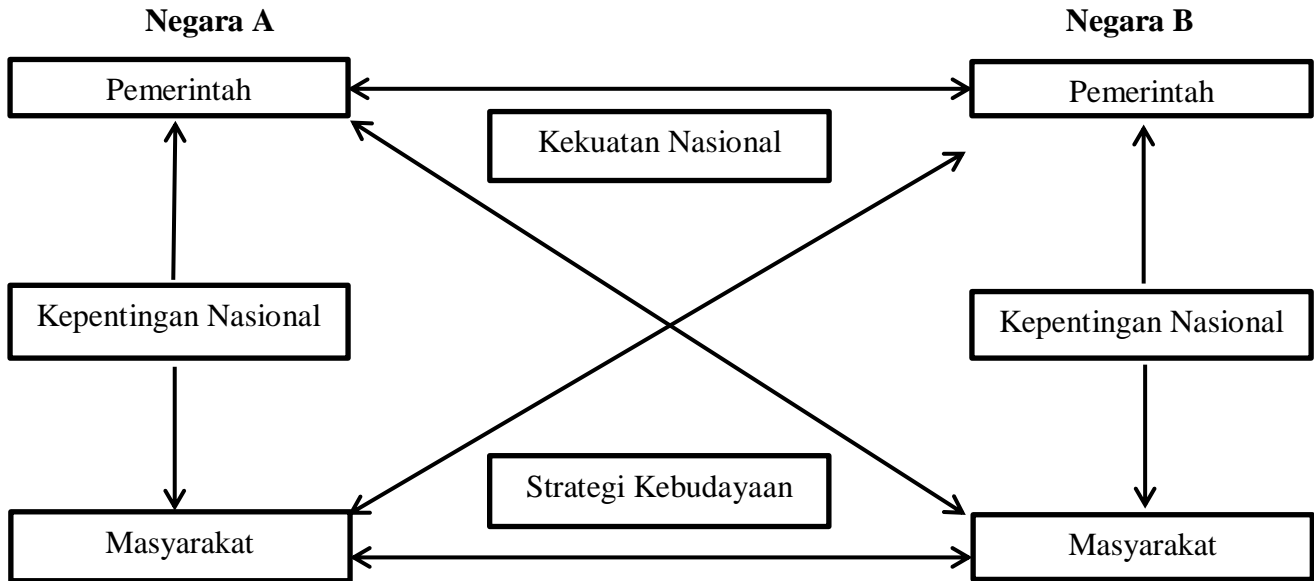 Negara A
Negara B
Pemerintah
Pemerintah
Kekuatan Nasional
Kepentingan Nasional
Kepentingan Nasional
Strategi Kebudayaan
Masyarakat
Masyarakat